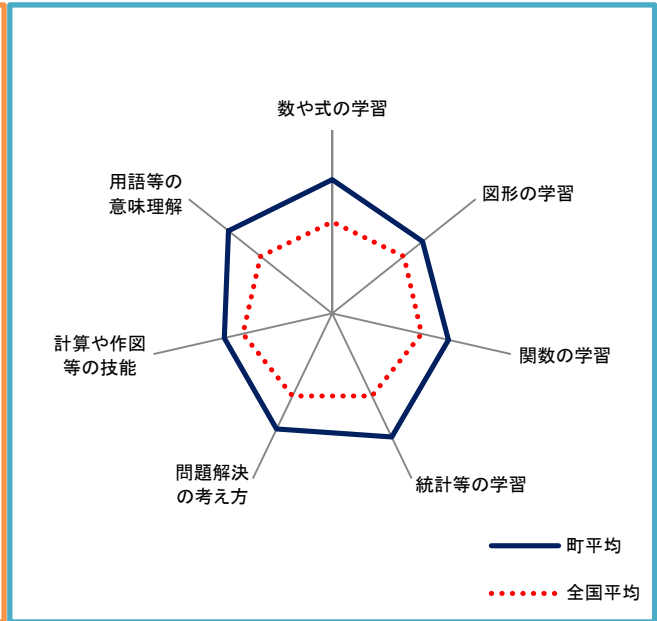 数や式の学習
図形の学習
関数の学習
統計等の学習
問題解決
の考え方
計算や作図
等の技能
用語等の
意味理解
町平均
全国平均